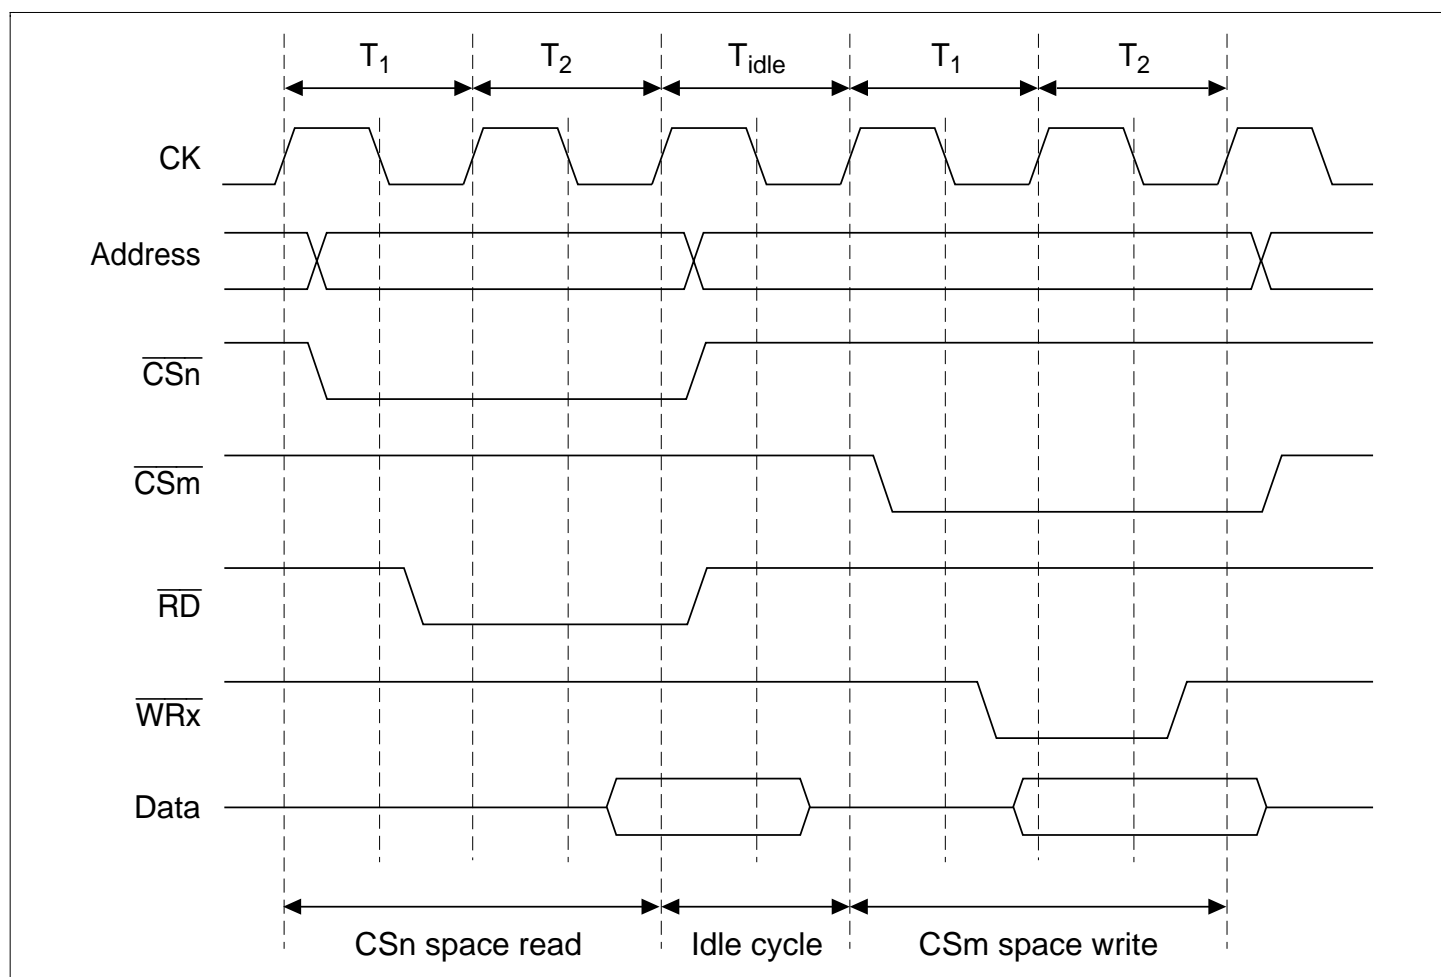 T1 T2 Tidle T1 T2
CK
Address
CSn
CSm
RD
WRx
Data
CSn space read Idle cycle CSm space write